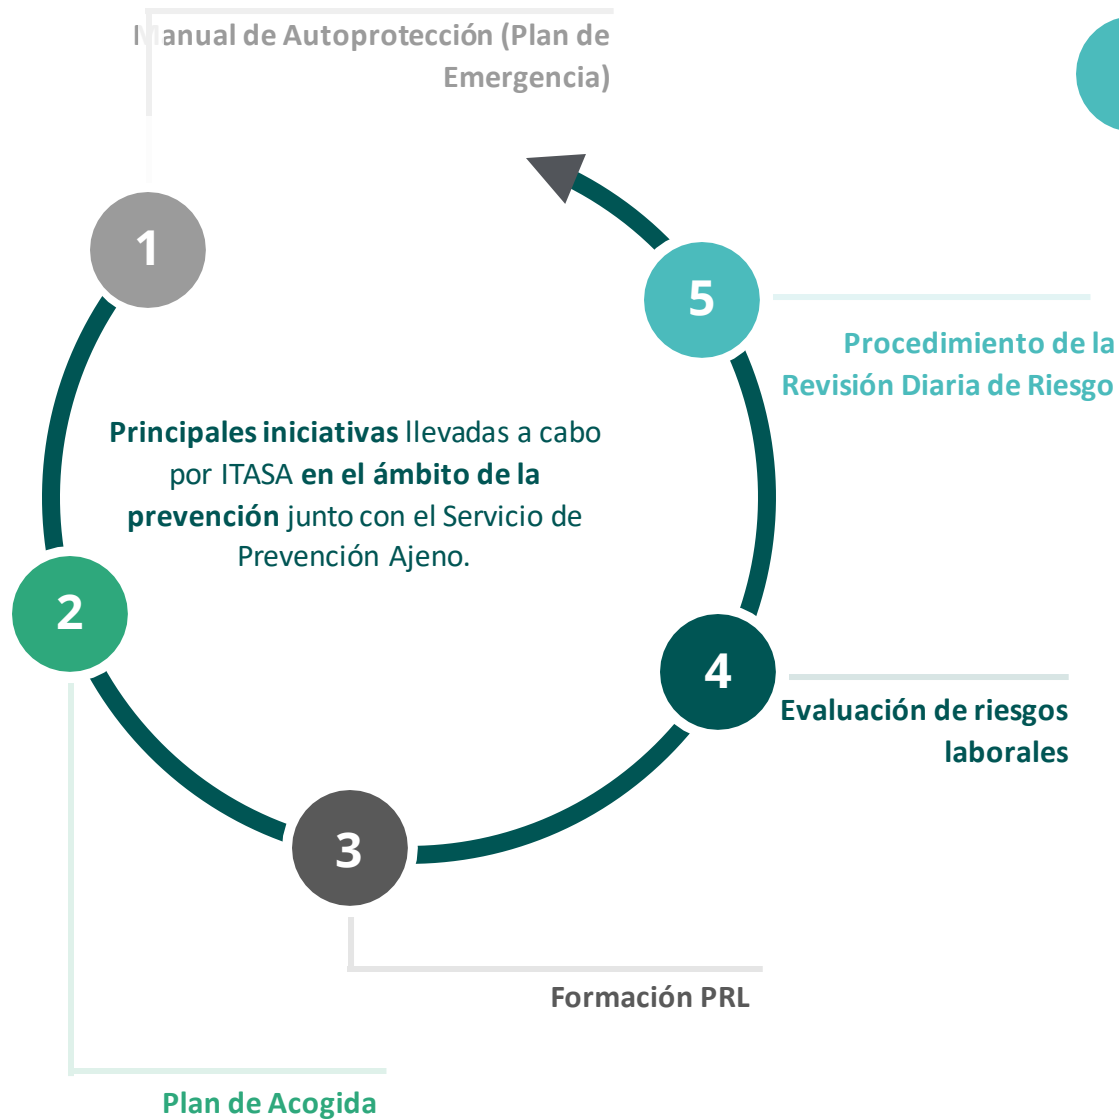 Manual de Autoprotección (Plan de
Emergencia)
1
5
Procedimiento de la
Revisión Diaria de Riesgo
Principales iniciativas llevadas a cabo
por ITASA en el ámbito de la
prevención junto con el Servicio de
Prevención Ajeno.
2
4
Evaluación de riesgos
laborales
3
Formación PRL
Plan de Acogida